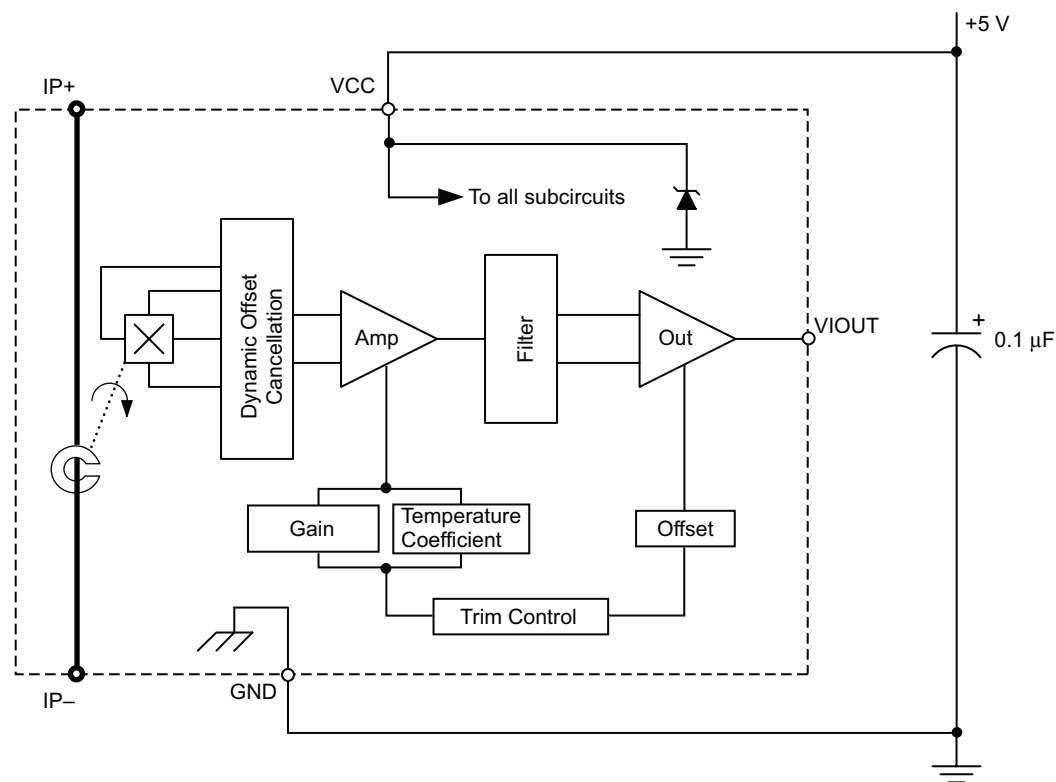 +5 V
IP+
VCC
To all subcircuits
Dynamic Offset
Cancellation
Amp
Filter
Out
VIOUT
+
0.1 μF
Gain
Temperature
Coefficient
Offset
Trim Control
GND
IP–